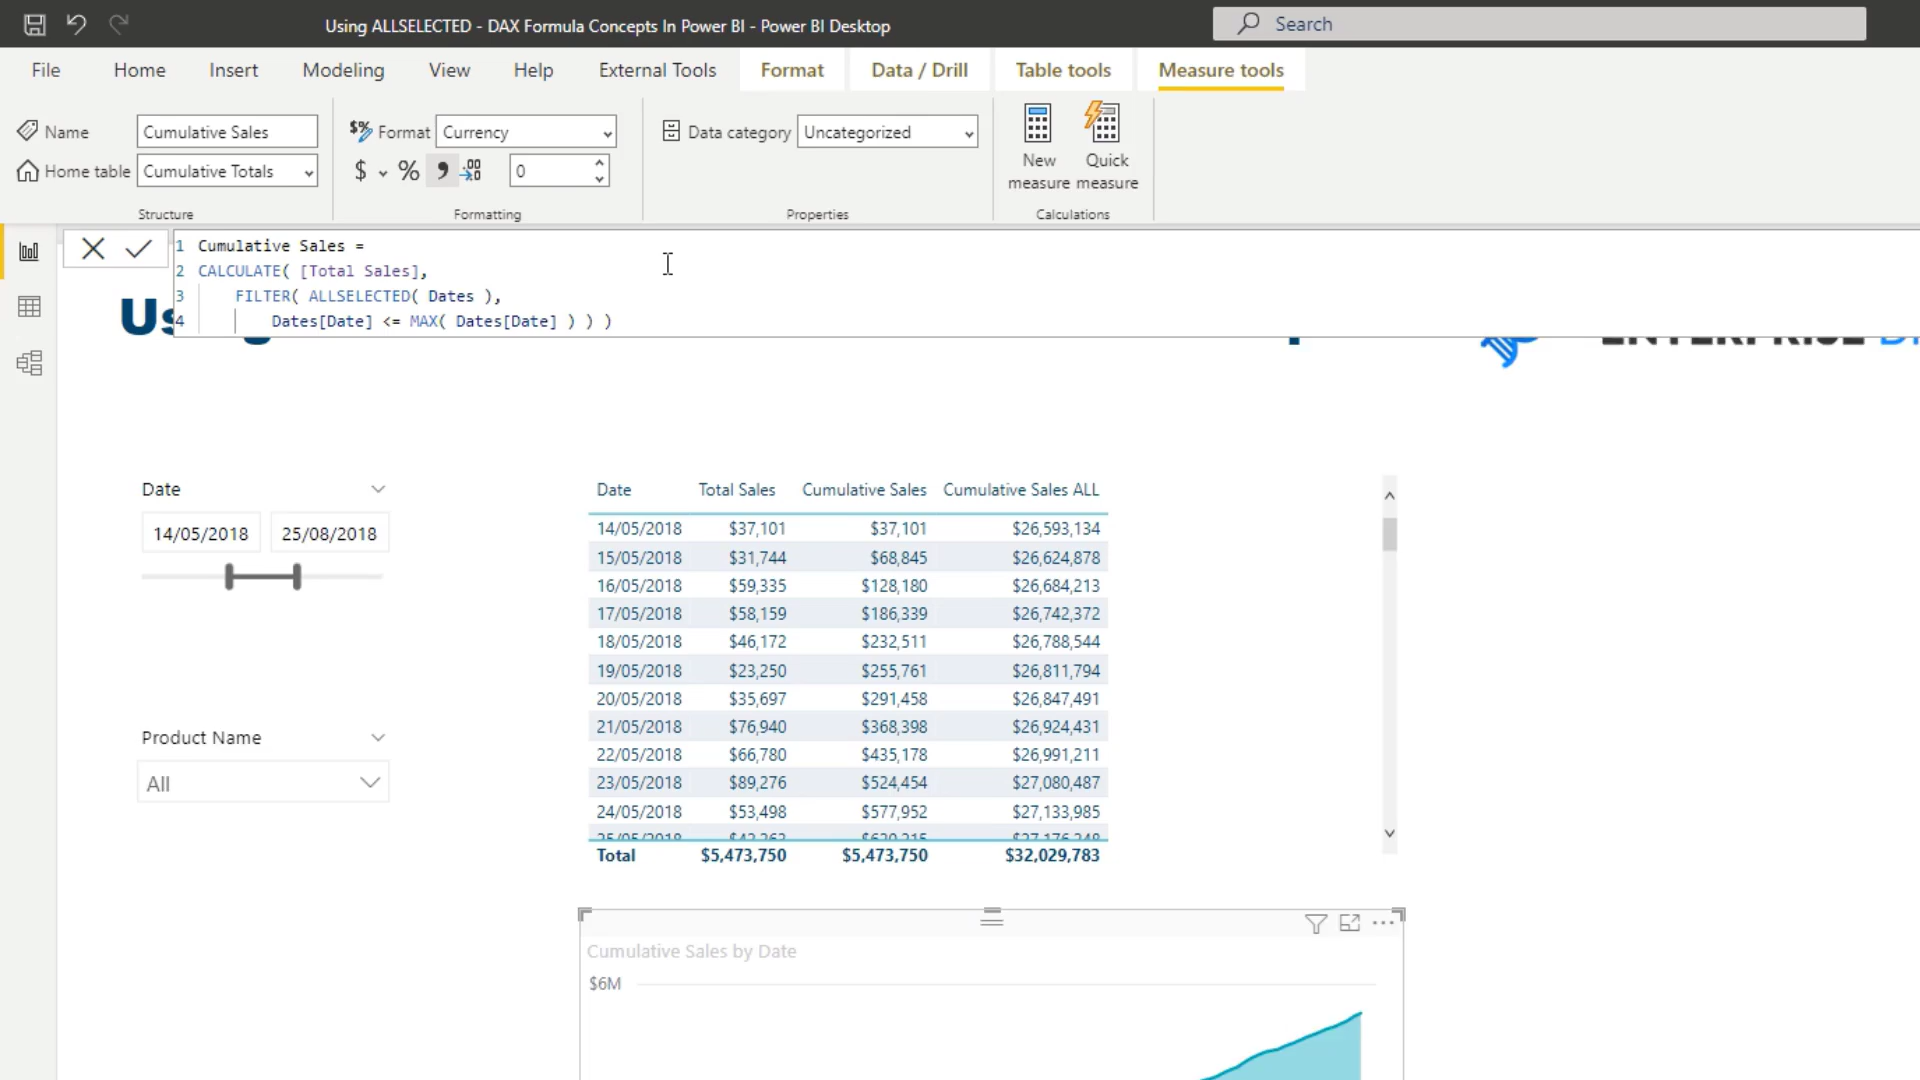 Using ALLSELECTED - DAX Formula Concepts In Power BI - Power BI Desktop
Search
File Home Insert Modeling View Help External Tools Format Data / Drill Table tools Measure tools
Name Cumulative Sales
Format Currency
Data category Uncategorized
Home table Cumulative Totals
$ % 0
New measure
Quick measure
Structure Formatting Properties Calculations
1 Cumulative Sales =
2 CALCULATE( [Total Sales],
3 FILTER( ALLSELECTED( Dates ),
4 Dates[Date] <= MAX( Dates[Date] ) ) )
Date
14/05/2018 25/08/2018
Product Name
All
Date Total Sales Cumulative Sales Cumulative Sales ALL
14/05/2018 $37,101 $37,101 $26,593,134
15/05/2018 $31,744 $68,845 $26,624,878
16/05/2018 $59,335 $128,180 $26,684,213
17/05/2018 $58,159 $186,339 $26,742,372
18/05/2018 $46,172 $232,511 $26,788,544
19/05/2018 $23,250 $255,761 $26,811,794
20/05/2018 $35,697 $291,458 $26,847,491
21/05/2018 $76,940 $368,398 $26,924,431
22/05/2018 $66,780 $435,178 $26,991,211
23/05/2018 $89,276 $524,454 $27,080,487
24/05/2018 $53,498 $577,952 $27,133,985
Total $5,473,750 $5,473,750 $32,029,783
Cumulative Sales by Date
$6M